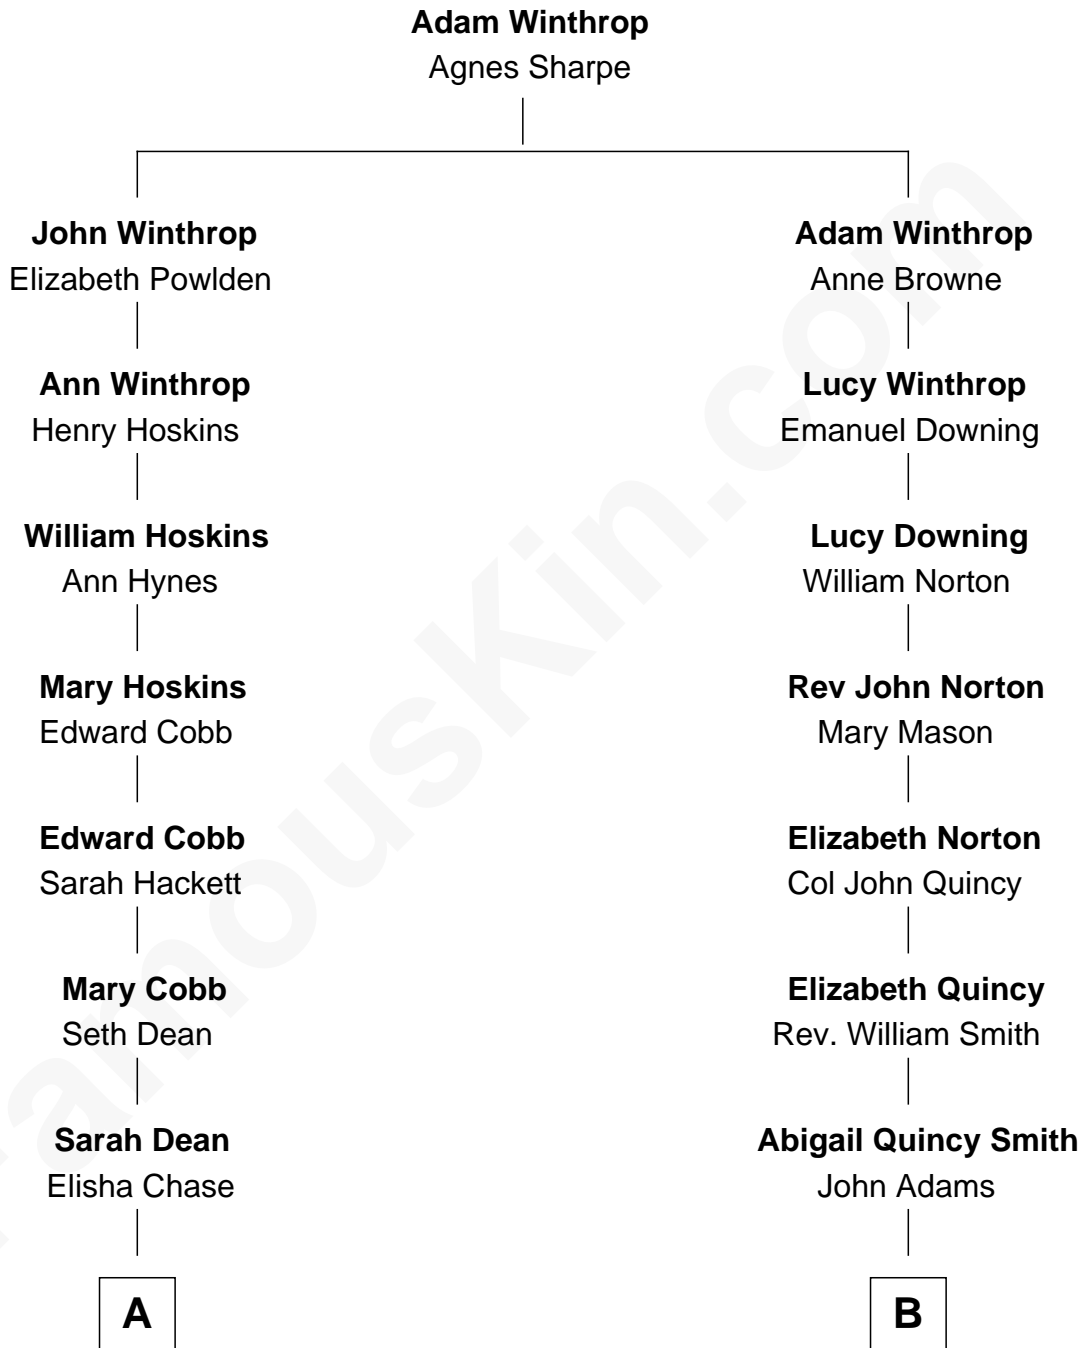 Adam Winthrop
Agnes Sharpe
John Winthrop
Elizabeth Powlden
Ann Winthrop
Henry Hoskins
William Hoskins
Ann Hynes
Mary Hoskins
Edward Cobb
Edward Cobb
Sarah Hackett
Mary Cobb
Seth Dean
Sarah Dean
Elisha Chase
A
Adam Winthrop
Anne Browne
Lucy Winthrop
Emanuel Downing
Lucy Downing
William Norton
Rev John Norton
Mary Mason
Elizabeth Norton
Col John Quincy
Elizabeth Quincy
Rev. William Smith
Abigail Quincy Smith
John Adams
B
FamousKin.com